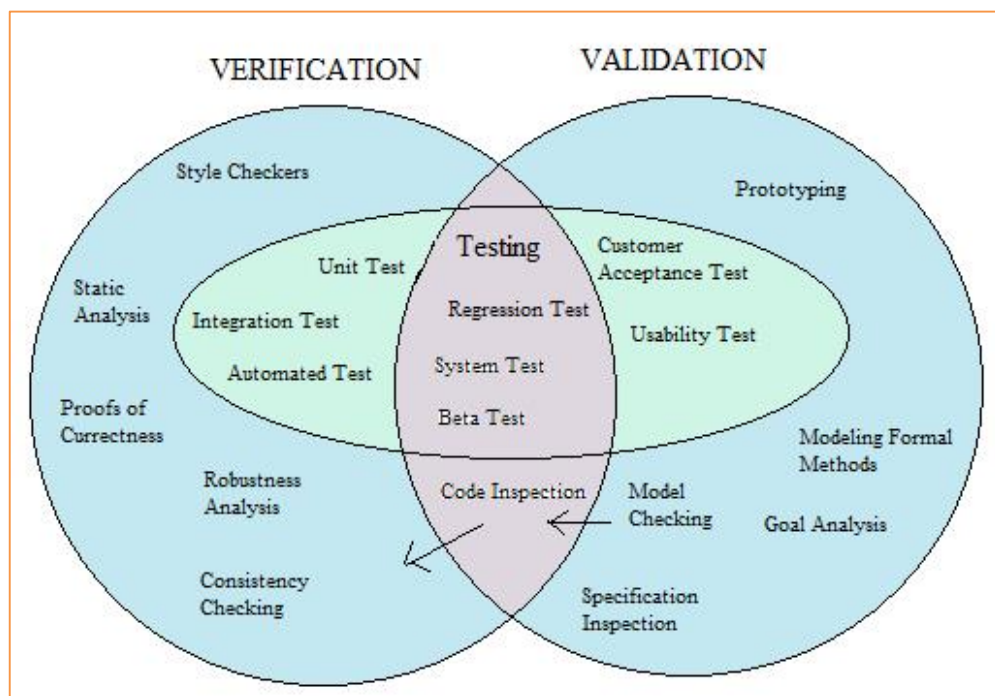 VERIFICATION
VALIDATION
Style Checkers
Prototyping
Testing
Customer
Acceptance Test
Unit Test
Static
Analysis
Integration Test
Regression Test
Usability Test
Automated Test
System Test
Proofs of
Currectness
Beta Test
Modeling Formal
Methods
Robustness
Analysis
Code Inspection
Model
Checking
Goal Analysis
Consistency
Checking
Specification
Inspection